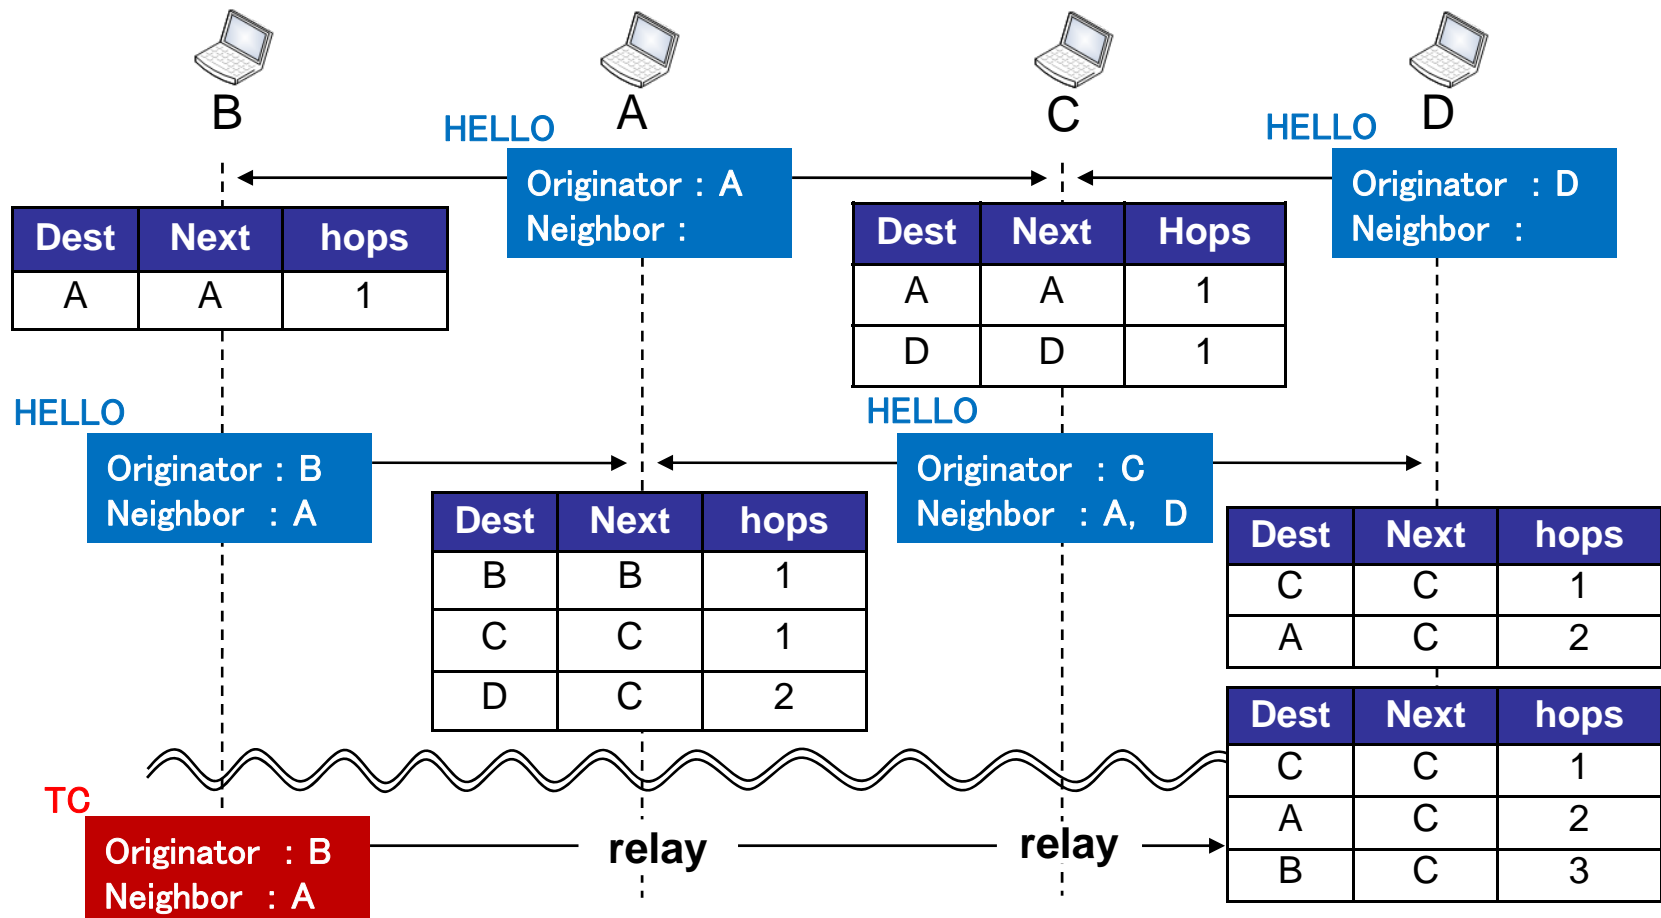 B
A
C
D
HELLO
Originator : A
Neighbor :
HELLO
Originator : D
Neighbor :
Dest Next hops
A A 1
Dest Next Hops
A A 1
D D 1
HELLO
Originator : B
Neighbor : A
HELLO
Originator : C
Neighbor : A, D
Dest Next hops
B B 1
C C 1
D C 2
Dest Next hops
C C 1
A C 2
Dest Next hops
C C 1
A C 2
B C 3
TC
Originator : B
Neighbor : A
relay
relay